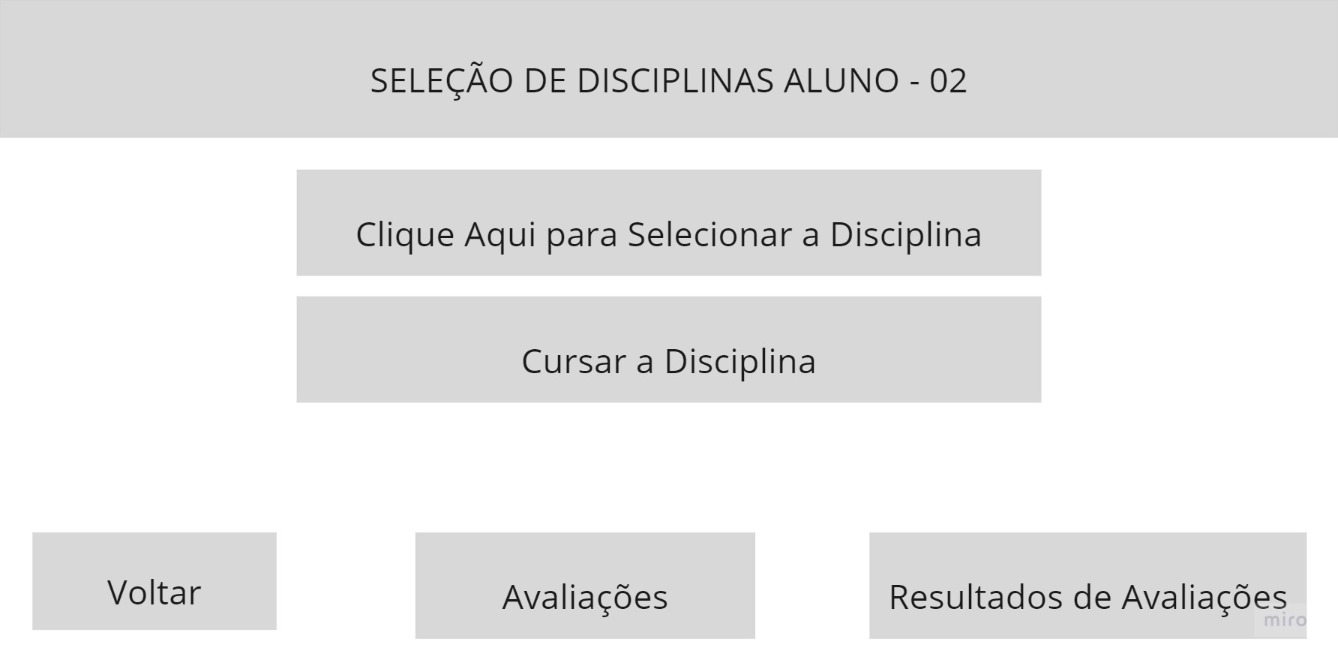 SELEÇÃO DE DISCIPLINAS ALUNO - 02
Clique Aqui para Selecionar a Disciplina
Cursar a Disciplina
Voltar
Avaliações
Resultados de Avaliações
miro